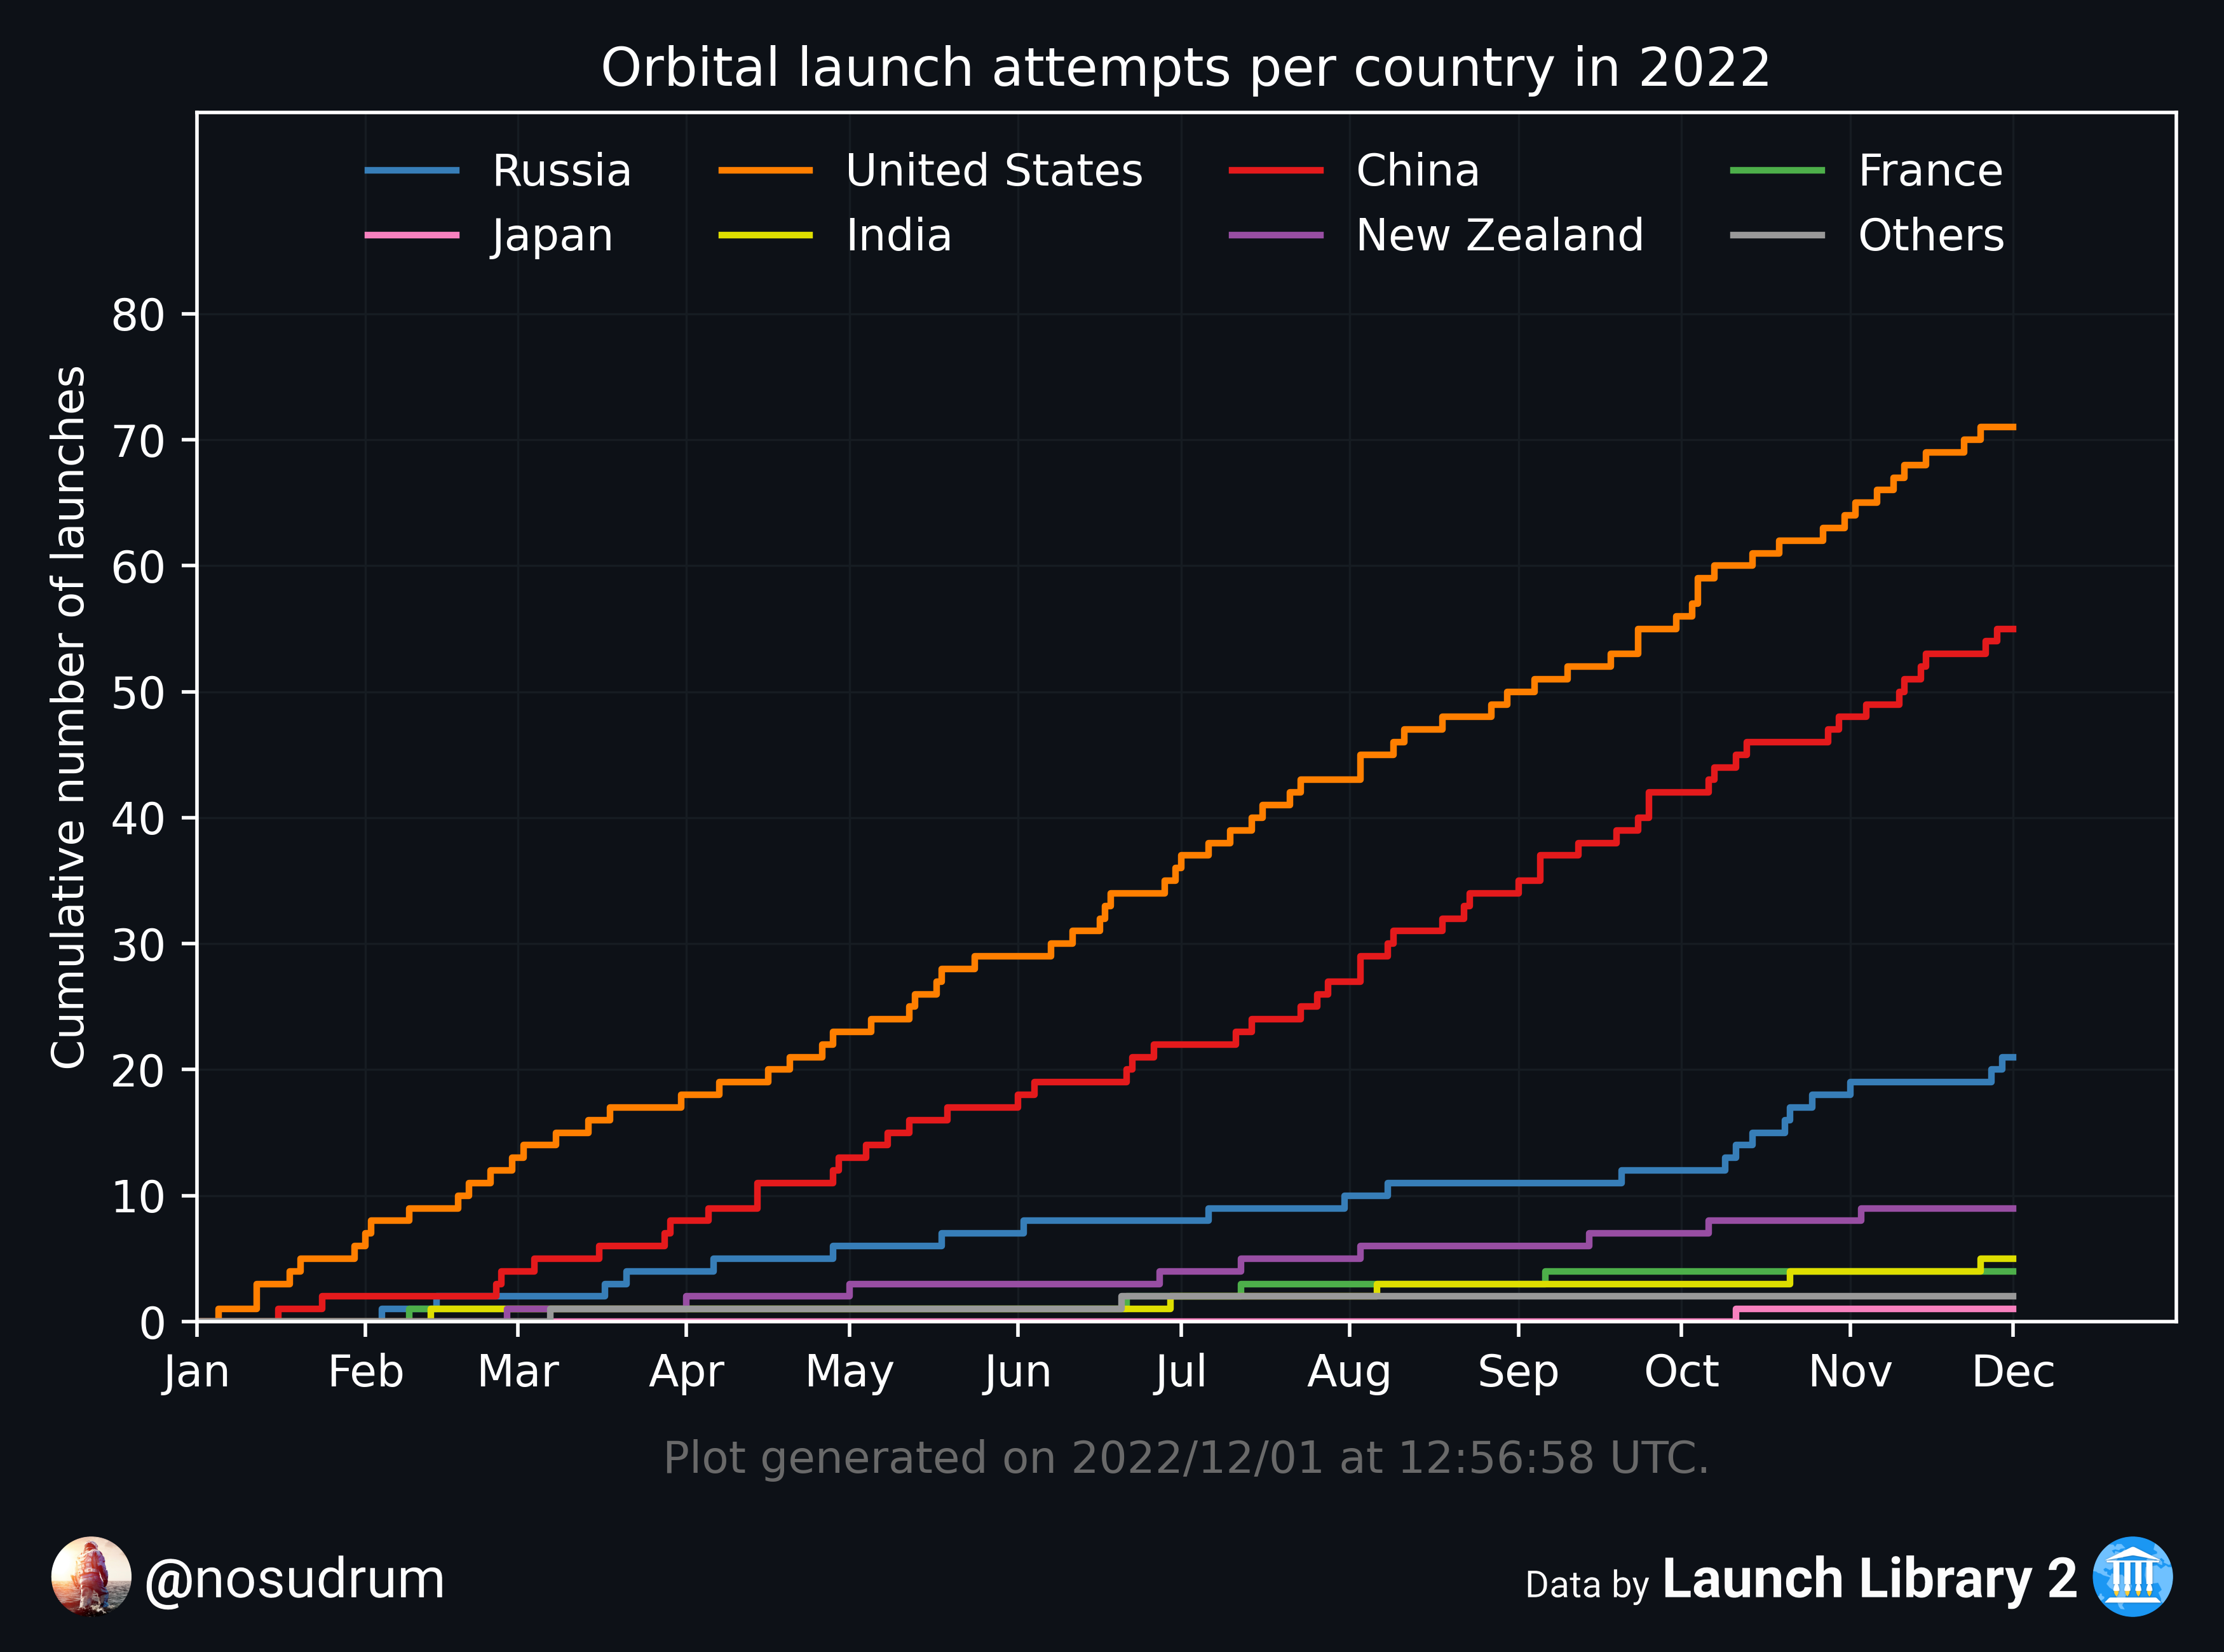 Orbital launch attempts per country in 2022
Russia United States China France
Japan India New Zealand Others
Cumulative number of launches
80
70
60
50
40
30
20
10
0
Jan Feb Mar Apr May Jun Jul Aug Sep Oct Nov Dec
Plot generated on 2022/12/01 at 12:56:58 UTC.
@nosudrum
Data by Launch Library 2